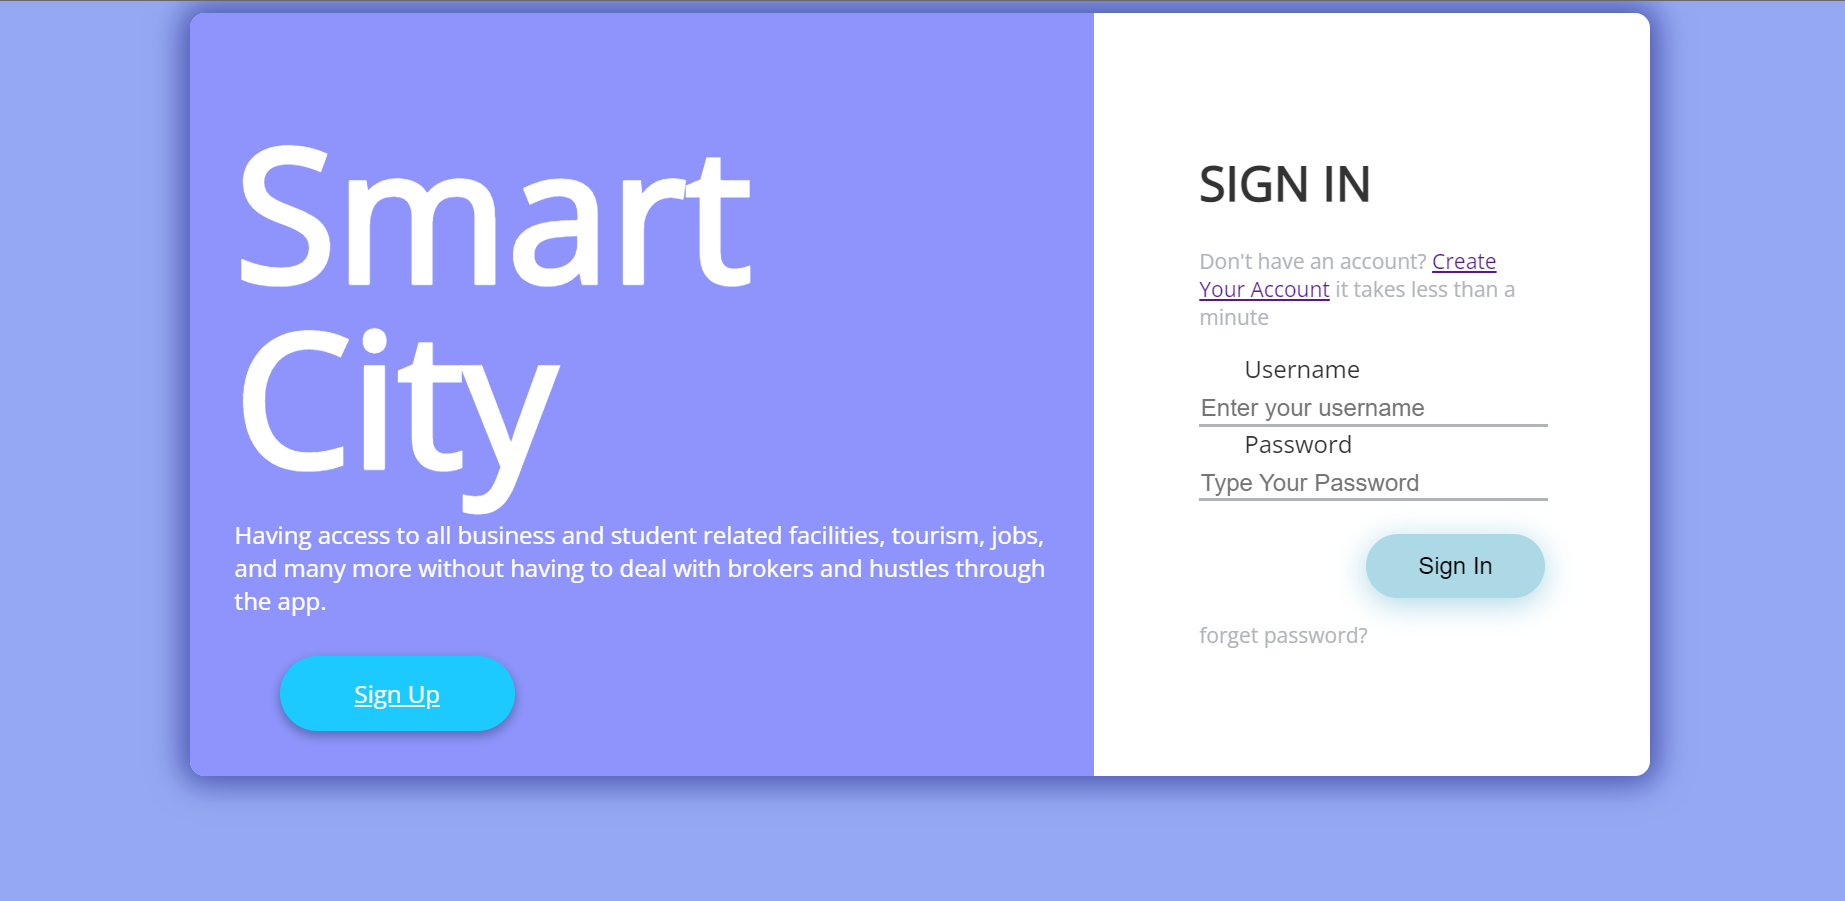 Smart
City
Having access to all business and student related facilities, tourism, jobs,
and many more without having to deal with brokers and hustles through
the app.
Sign Up
SIGN IN
Don't have an account? Create
Your Account it takes less than a
minute
Username
Enter your username
Password
Type Your Password
Sign In
forget password?